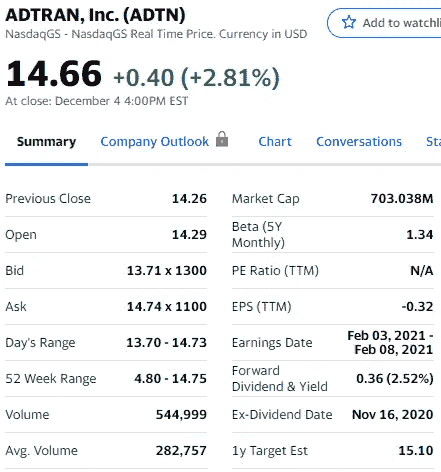 ADTRAN, Inc. (ADTN)
NasdaqGS - NasdaqGS Real Time Price. Currency in USD
Add to watchli
14.66 +0.40 (+2.81%)
At close: December 4 4:00PM EST
Summary Company Outlook Chart Conversations Sta
Previous Close 14.26
Open 14.29
Bid 13.71 x 1300
Ask 14.74 x 1100
Day's Range 13.70 - 14.73
52 Week Range 4.80 - 14.75
Volume 544,999
Avg. Volume 282,757
Market Cap 703.038M
Beta (5Y
Monthly) 1.34
PE Ratio (TTM) N/A
EPS (TTM) -0.32
Earnings Date Feb 03, 2021 -
Feb 08, 2021
Forward
Dividend & Yield 0.36 (2.52%)
Ex-Dividend Date Nov 16, 2020
1y Target Est 15.10